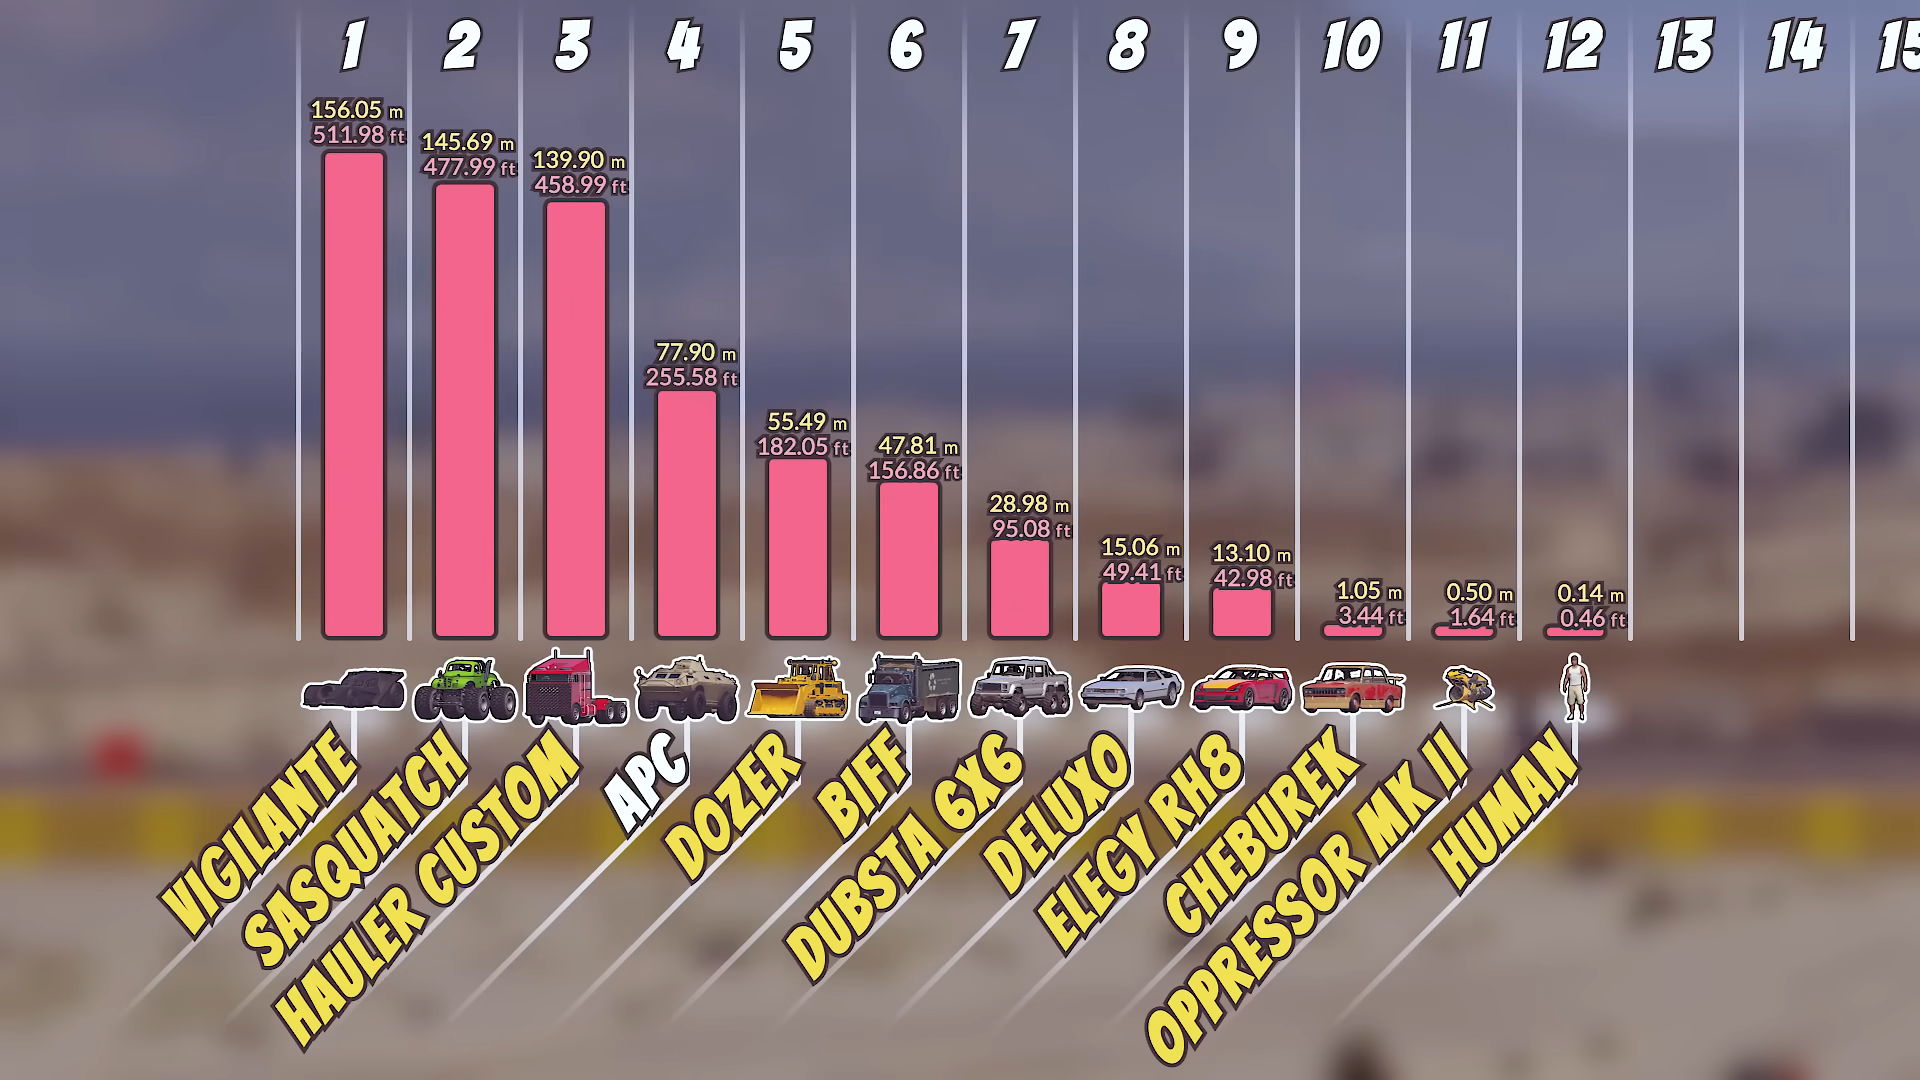 1 2 3 4 5 6 7 8 9 10 11 12 13 14 15
156.05 m
511.98 ft
145.69 m
477.99 ft
139.90 m
458.99 ft
77.90 m
255.58 ft
55.49 m
182.05 ft
47.81 m
156.86 ft
28.98 m
95.08 ft
15.06 m
49.41 ft
13.10 m
42.98 ft
1.05 m
3.44 ft
0.50 m
1.64 ft
0.14 m
0.46 ft
VIGILANTE
SASQUATCH
HAULER CUSTOM
APC
DOZER
BIFF
DUBSTA 6X6
DELUXO
ELEGY RH8
CHEBUREK
OPPRESSOR MK II
HUMAN